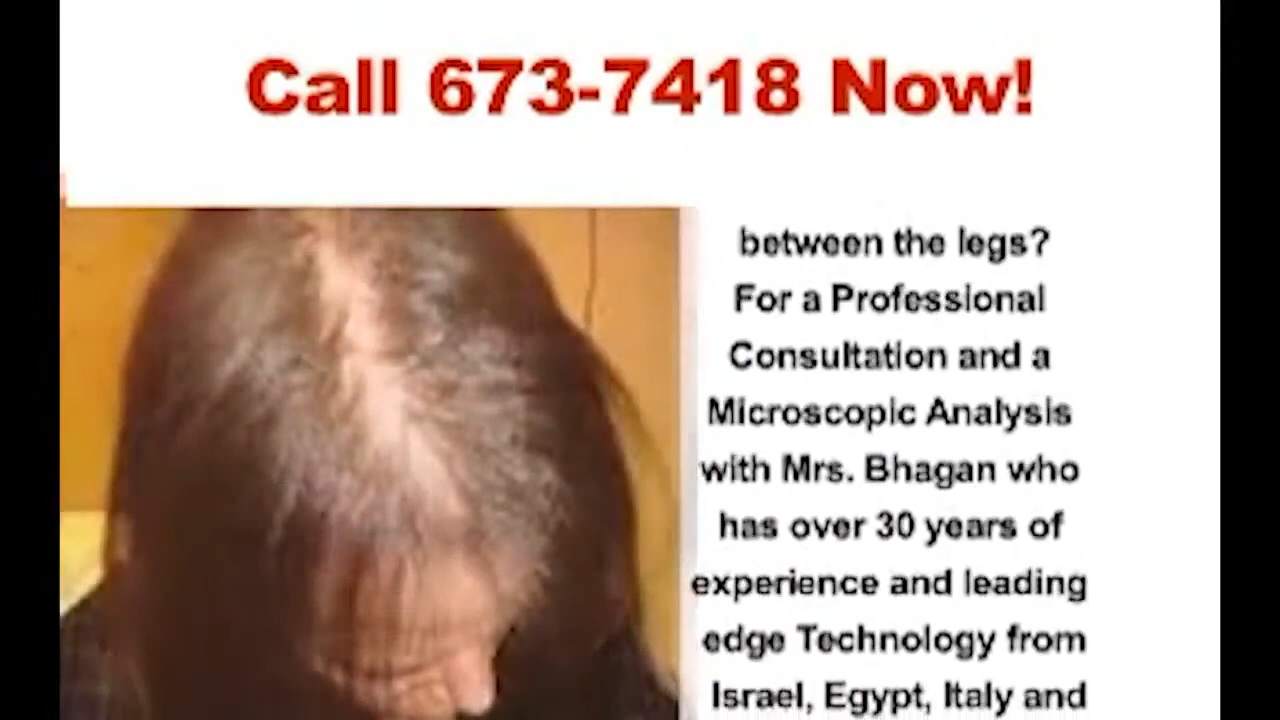 Call 673-7418 Now!
between the legs?
For a Professional
Consultation and a
Microscopic Analysis
with Mrs. Bhagan who
has over 30 years of
experience and leading
edge Technology from
Israel, Egypt, Italy and